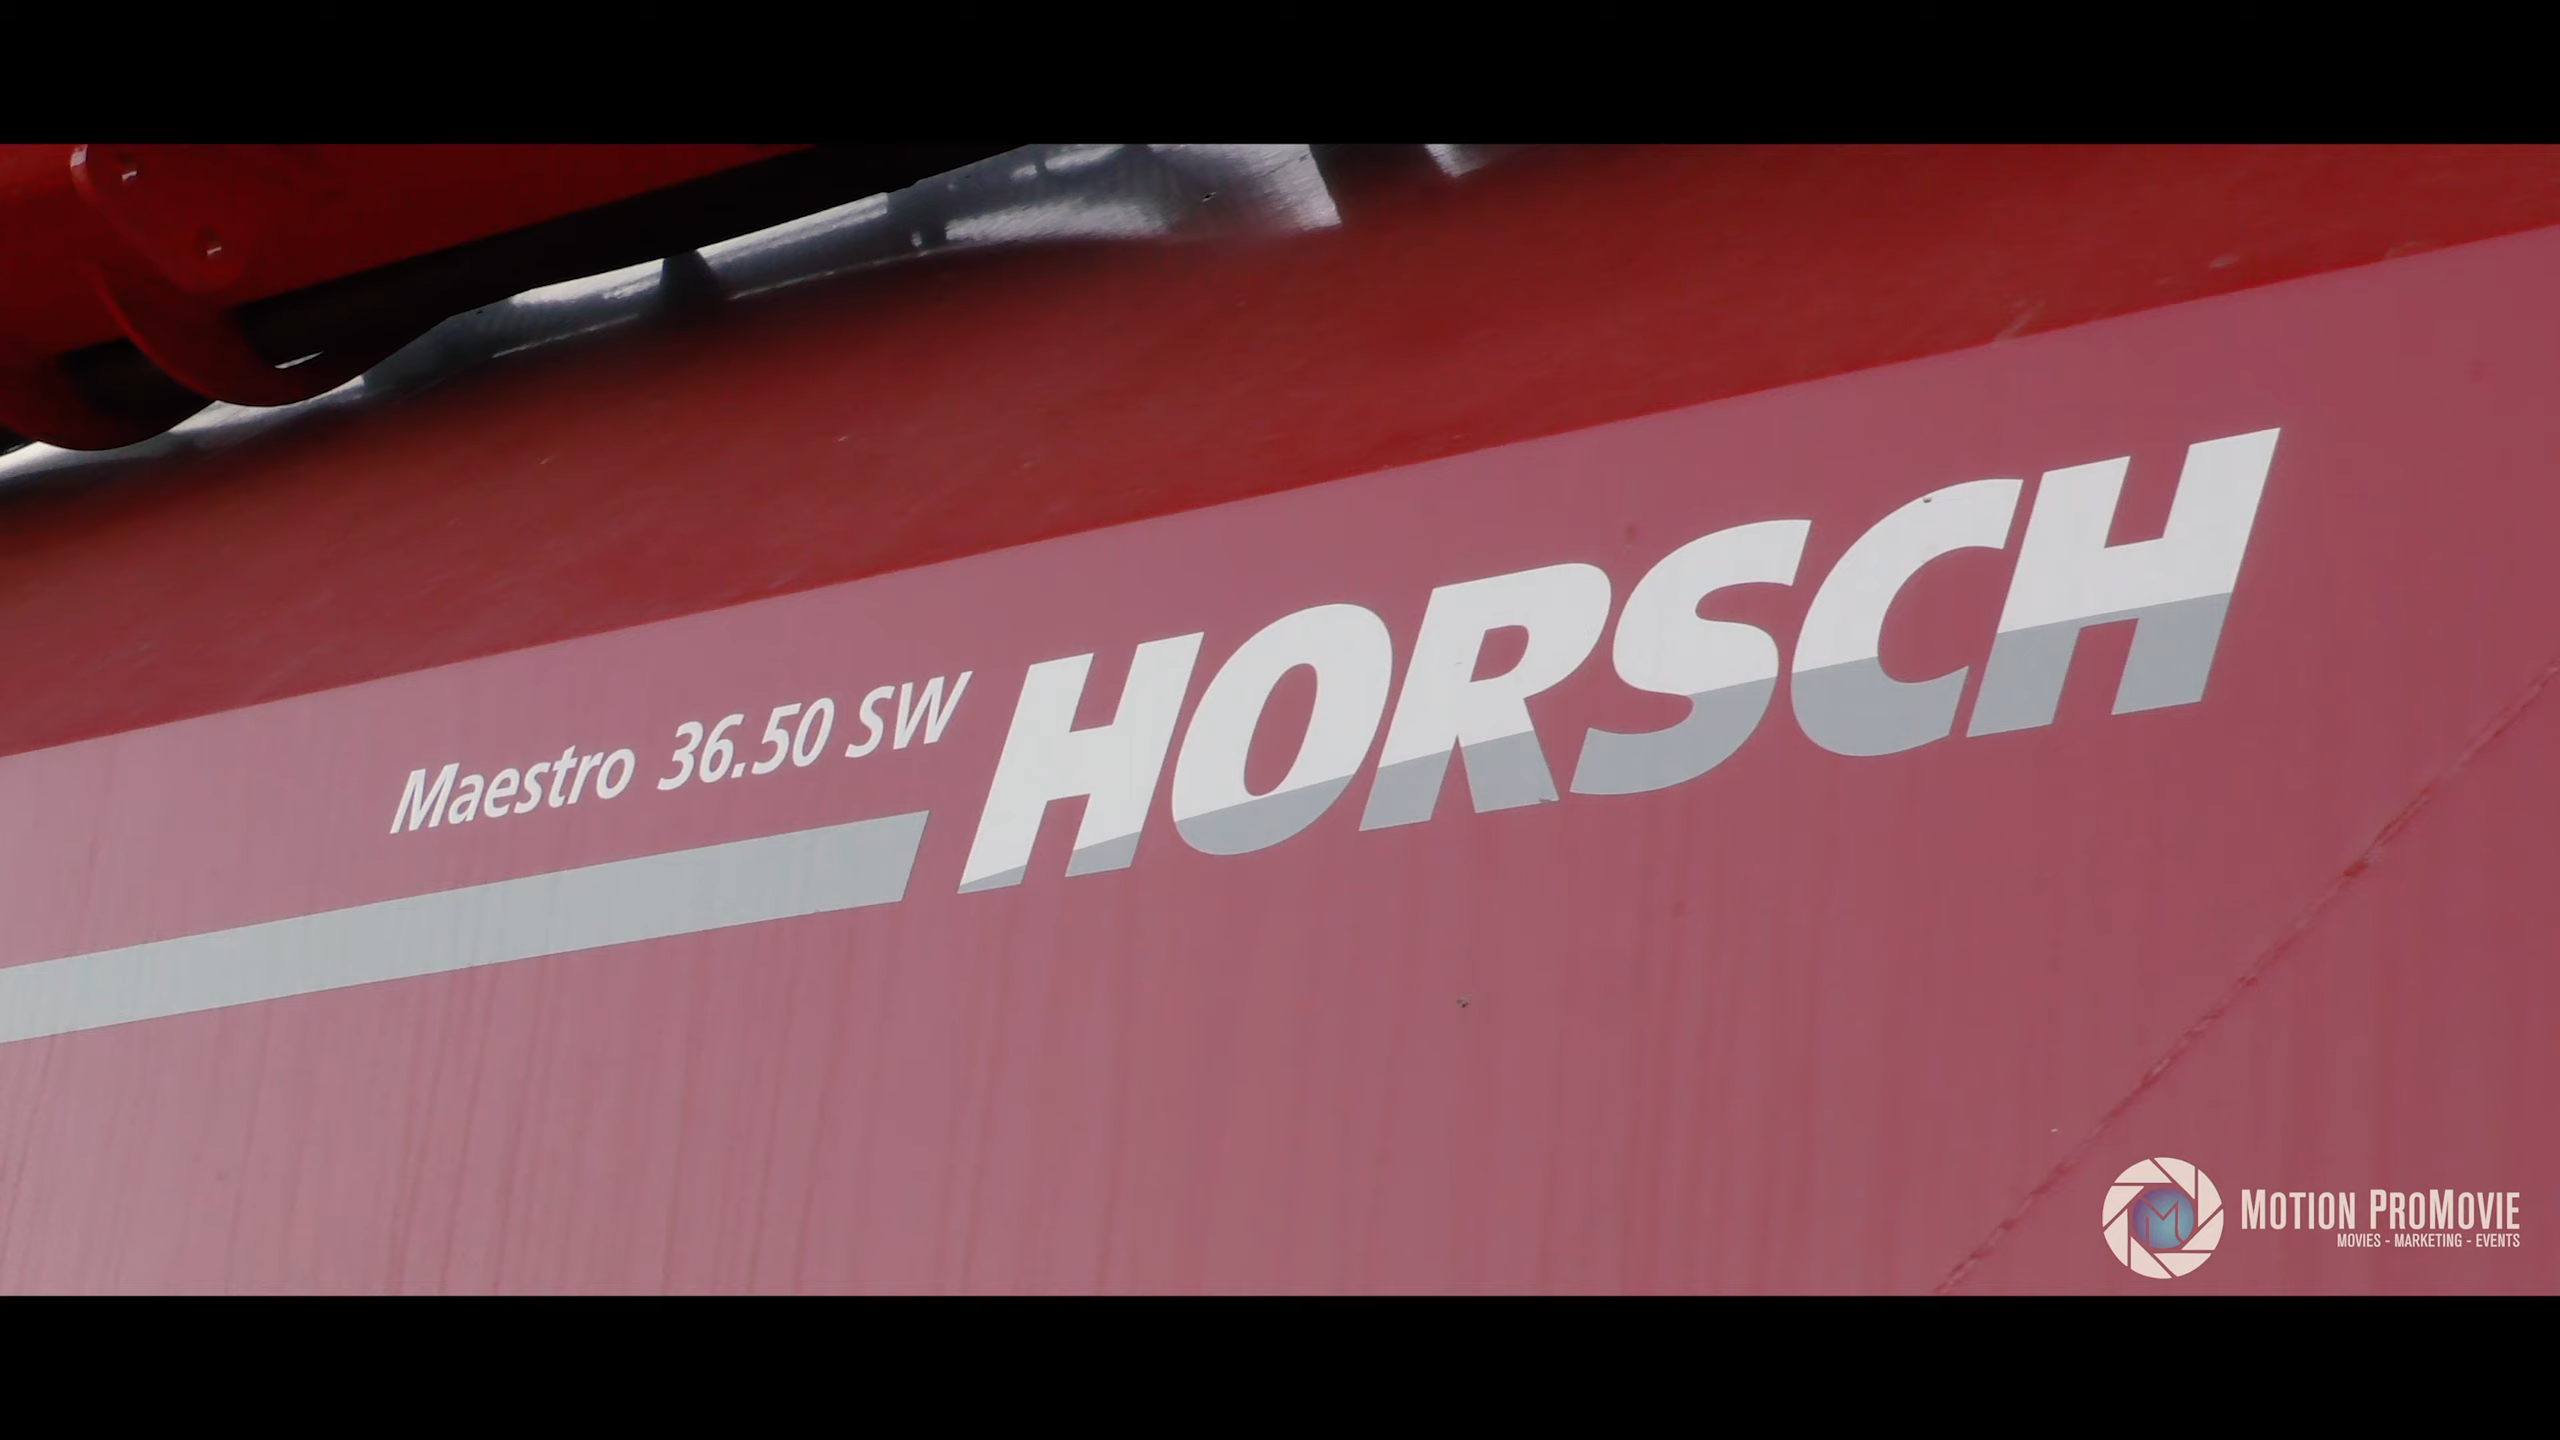 Maestro 36.50 SW
HORSCH
MOTION PROMOVIE
MOVIES - MARKETING - EVENTS